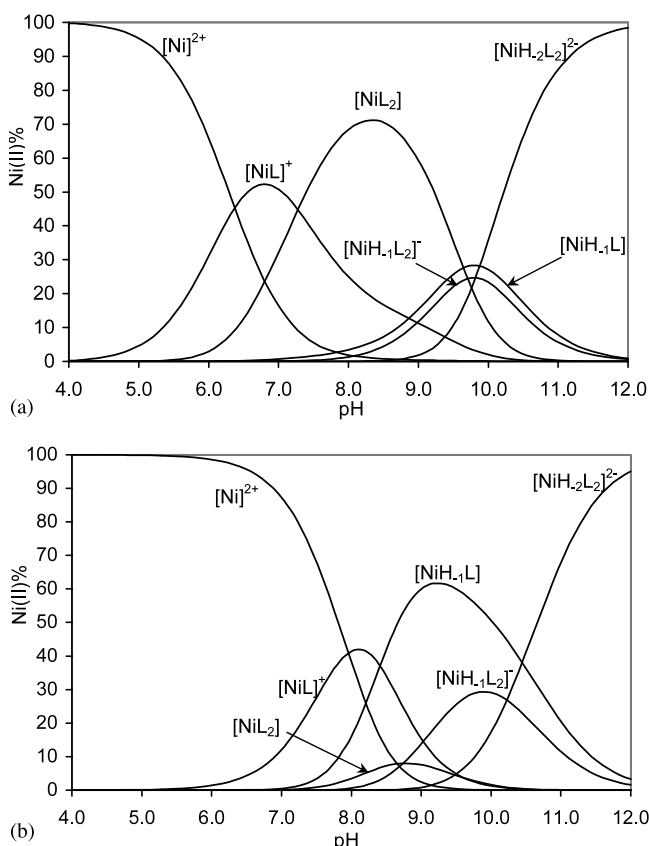 100
90
80
70
60
50
40
30
20
10
0
Ni(II)%
[Ni]²⁺
[NiL]⁺
[NiL₂]
[NiH₋₁L₂]⁻
[NiH₋₁L]
[NiH₋₂L₂]²⁻
4.0 5.0 6.0 7.0 8.0 9.0 10.0 11.0 12.0
pH
(a)
100
90
80
70
60
50
40
30
20
10
0
Ni(II)%
[Ni]²⁺
[NiL]⁺
[NiL₂]
[NiH₋₁L]
[NiH₋₁L₂]⁻
[NiH₋₂L₂]²⁻
4.0 5.0 6.0 7.0 8.0 9.0 10.0 11.0 12.0
pH
(b)